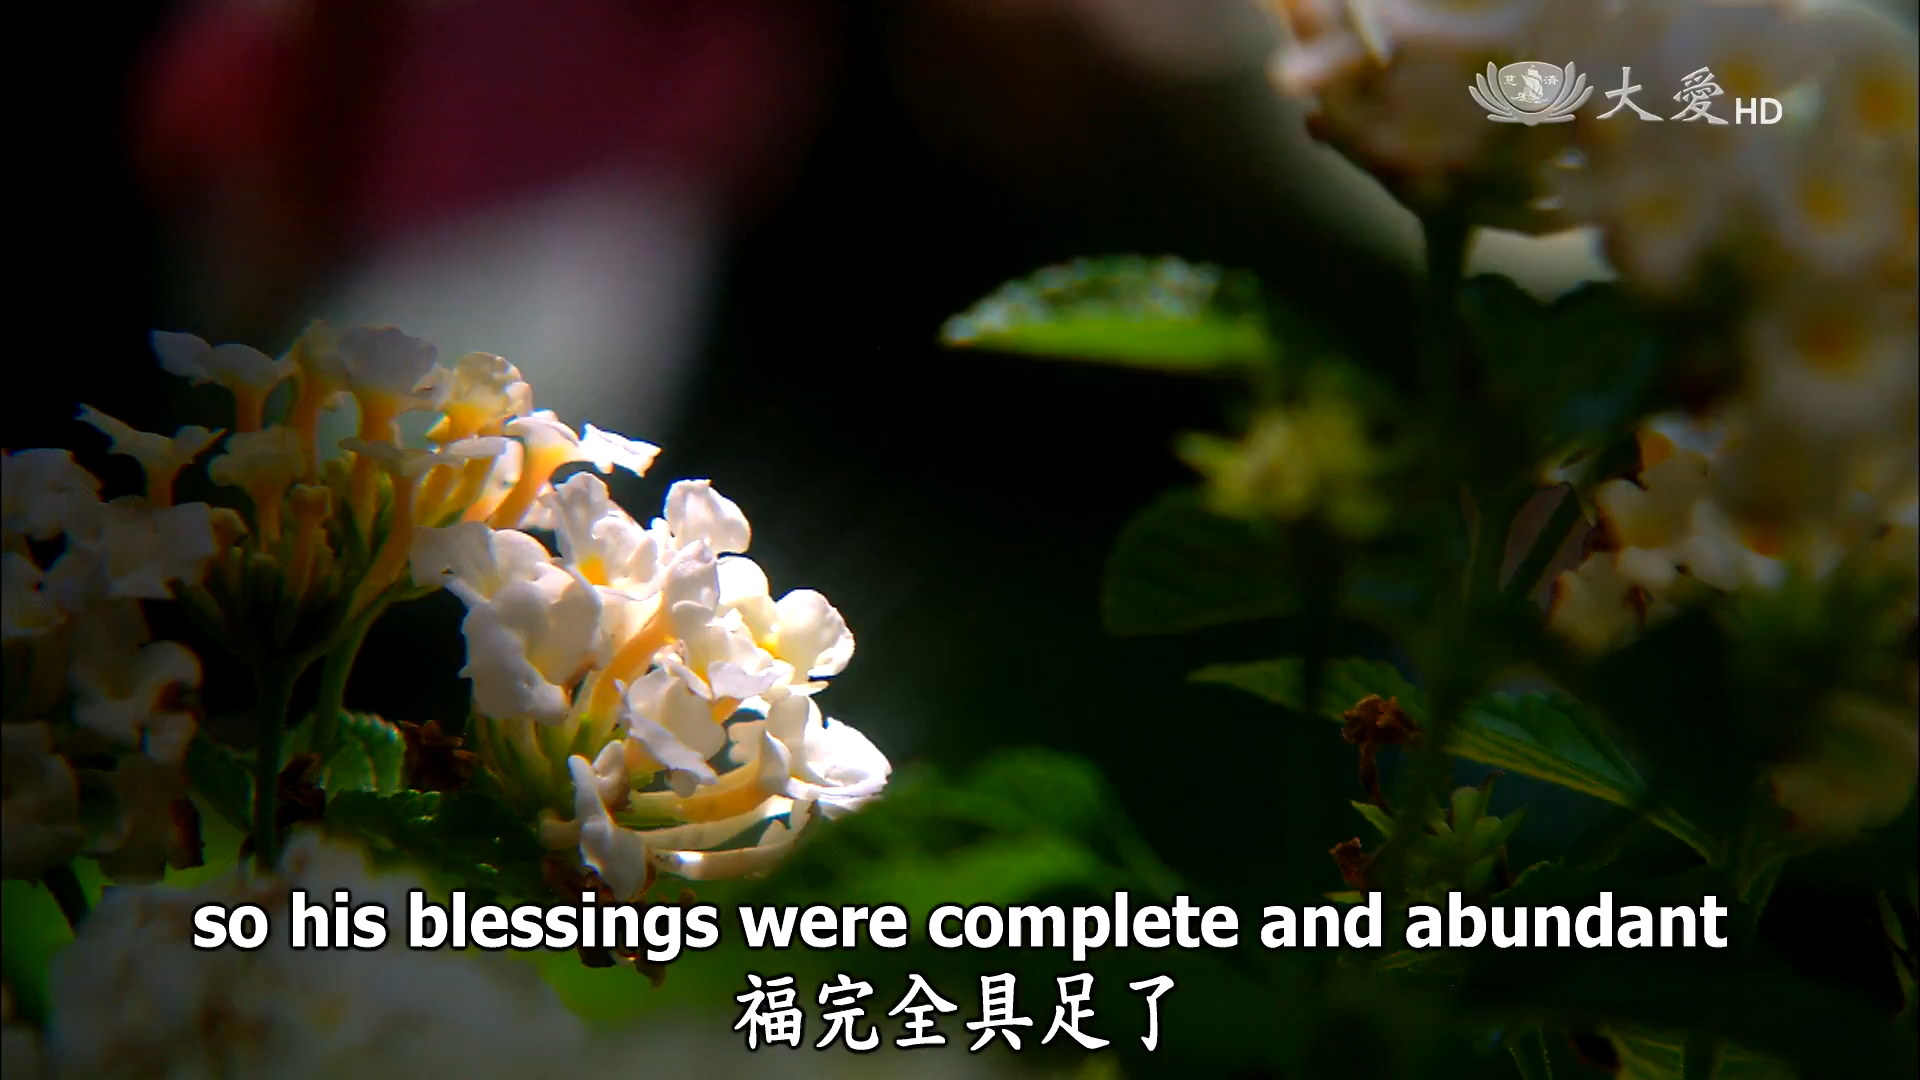 大愛HD
so his blessings were complete and abundant
福完全具足了